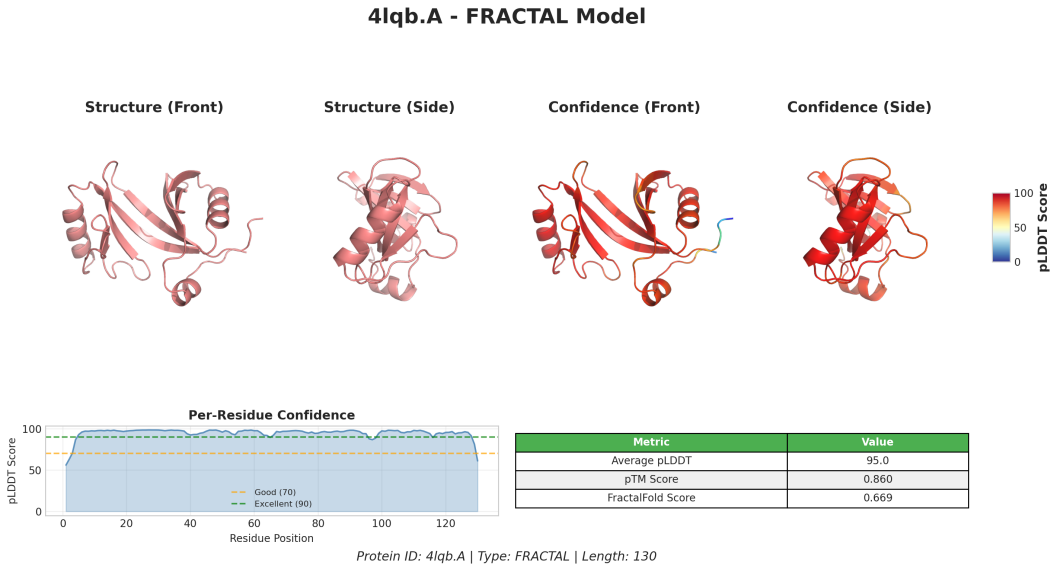 4lqb.A - FRACTAL Model
Structure (Front)
Structure (Side)
Confidence (Front)
Confidence (Side)
100
50
0
pLDDT Score
Per-Residue Confidence
100
50
0
pLDDT Score
Good (70)
Excellent (90)
0 20 40 60 80 100 120
Residue Position
Metric Value
Average pLDDT 95.0
pTM Score 0.860
FractalFold Score 0.669
Protein ID: 4lqb.A | Type: FRACTAL | Length: 130